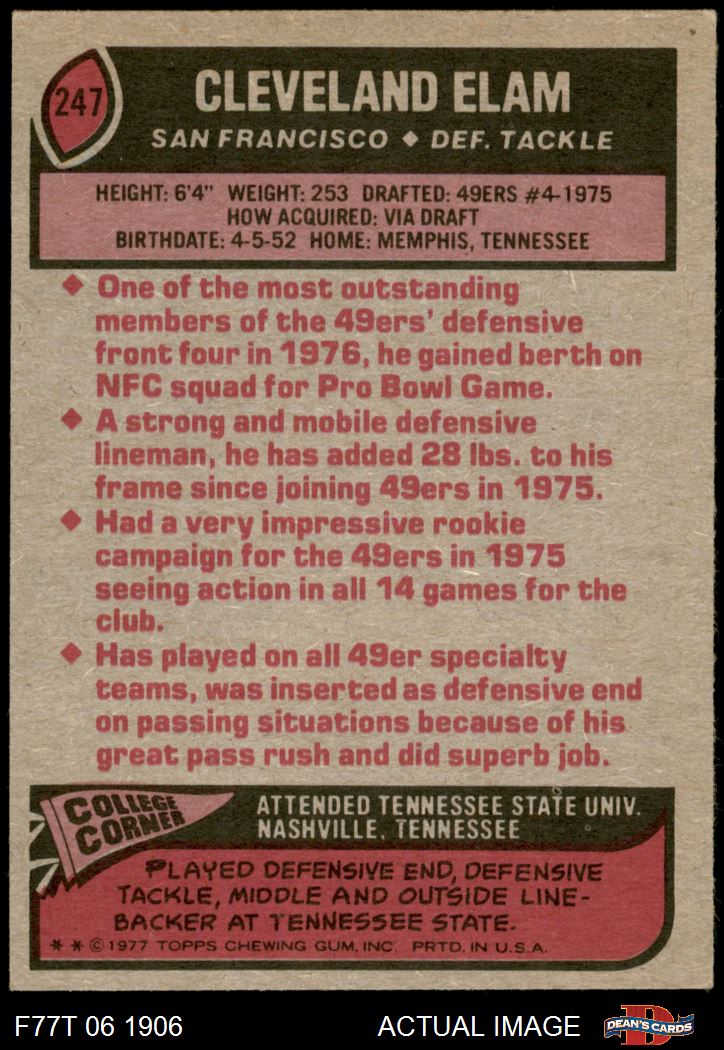 247
CLEVELAND ELAM
SAN FRANCISCO ◆ DEF. TACKLE
HEIGHT: 6'4" WEIGHT: 253 DRAFTED: 49ERS #4-1975
HOW ACQUIRED: VIA DRAFT
BIRTHDATE: 4-5-52 HOME: MEMPHIS, TENNESSEE
◆ One of the most outstanding
members of the 49ers' defensive
front four in 1976, he gained berth on
NFC squad for Pro Bowl Game.
◆ A strong and mobile defensive
lineman, he has added 28 lbs. to his
frame since joining 49ers in 1975.
◆ Had a very impressive rookie
campaign for the 49ers in 1975
seeing action in all 14 games for the
club.
◆ Has played on all 49er specialty
teams, was inserted as defensive end
on passing situations because of his
great pass rush and did superb job.
COLLEGE
CORNER
ATTENDED TENNESSEE STATE UNIV.
NASHVILLE, TENNESSEE
PLAYED DEFENSIVE END, DEFENSIVE
TACKLE, MIDDLE AND OUTSIDE LINE-
BACKER AT TENNESSEE STATE.
* * © 1977 TOPPS CHEWING GUM, INC. PRTD. IN U.S.A.
F77T 06 1906 ACTUAL IMAGE
D
DEAN'S CARDS